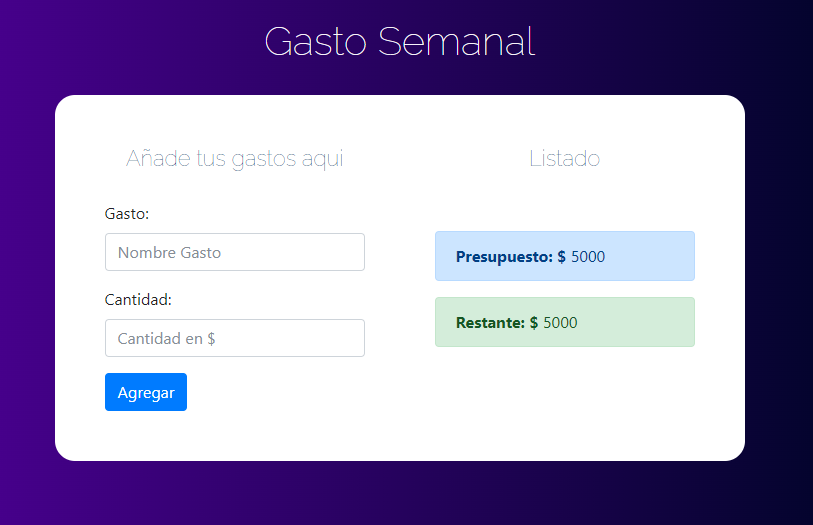 Gasto Semanal
Añade tus gastos aqui
Gasto:
Nombre Gasto
Cantidad:
Cantidad en $
Agregar
Listado
Presupuesto: $ 5000
Restante: $ 5000